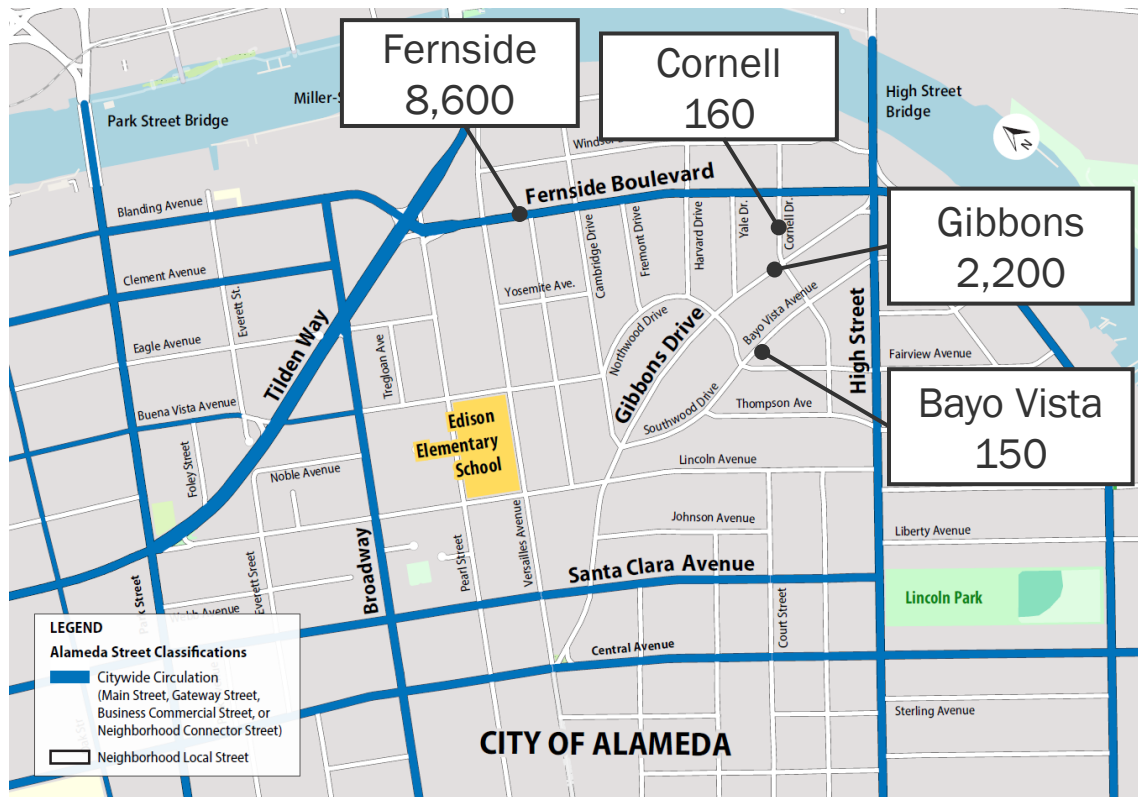 Fernside
8,600
Cornell
160
Gibbons
2,200
Bayo Vista
150
Park Street Bridge
High Street
Bridge
N
Fernside Boulevard
Blanding Avenue
Clement Avenue
Everett St.
Eagle Avenue
Tilden Way
Tregloan Ave
Buena Vista Avenue
Foley Street
Noble Avenue
Yosemite Ave.
Cambridge Drive
Fremont Drive
Harvard Drive
Yale Dr.
Cornell Dr.
Northwood Drive
Gibbons Drive
Bayo Vista Avenue
Southwood Drive
High Street
Fairview Avenue
Thompson Ave
Edison
Elementary
School
Lincoln Avenue
Johnson Avenue
Liberty Avenue
Broadway
Pearl Street
Versailles Avenue
Everett Sreet
Park Street
Santa Clara Avenue
Court Street
Lincoln Park
Central Avenue
Sterling Avenue
CITY OF ALAMEDA
LEGEND
Alameda Street Classifications
Citywide Circulation
(Main Street, Gateway Street,
Business Commercial Street, or
Neighborhood Connector Street)
Neighborhood Local Street